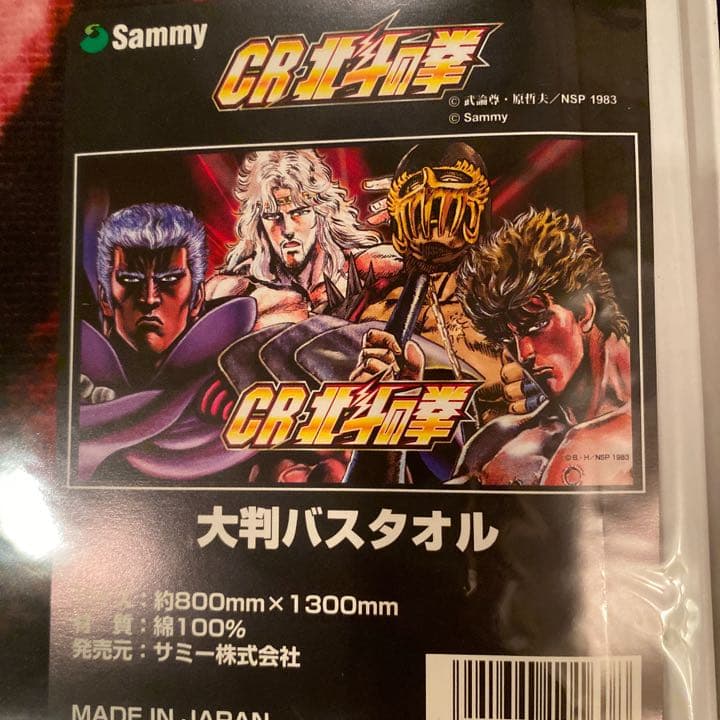 Sammy
CR北斗の拳
© 武論尊・原哲夫/NSP 1983
© Sammy
CR北斗の拳
©B.・H./NSP 1983
大判バスタオル
:約800mm×1300mm
質:綿100%
発売元:サミー株式会社
MADE IN JAPAN